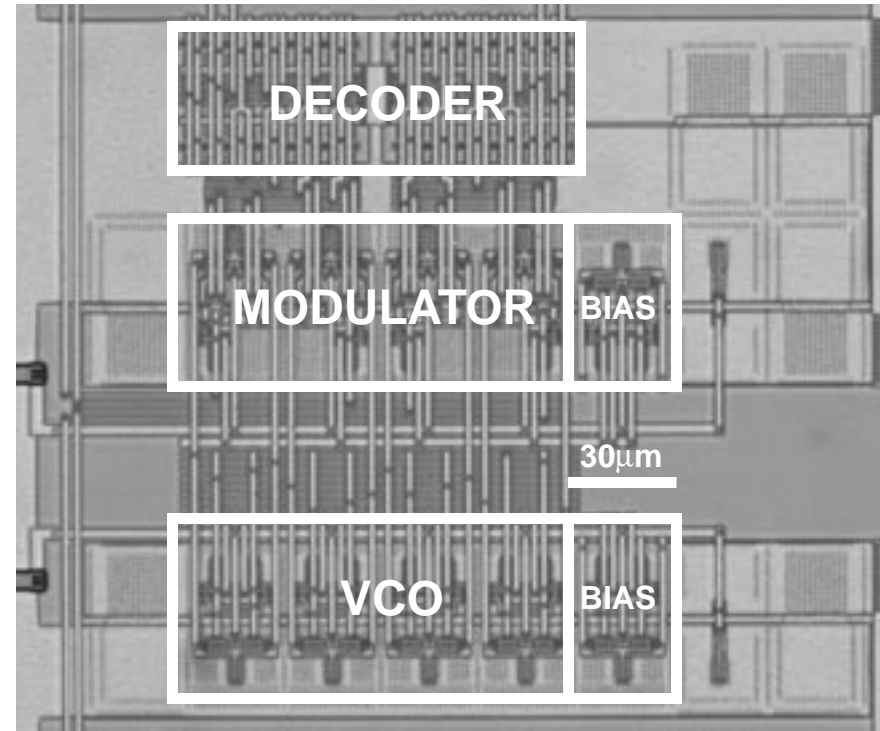 DECODER
MODULATOR
BIAS
30μm
VCO
BIAS